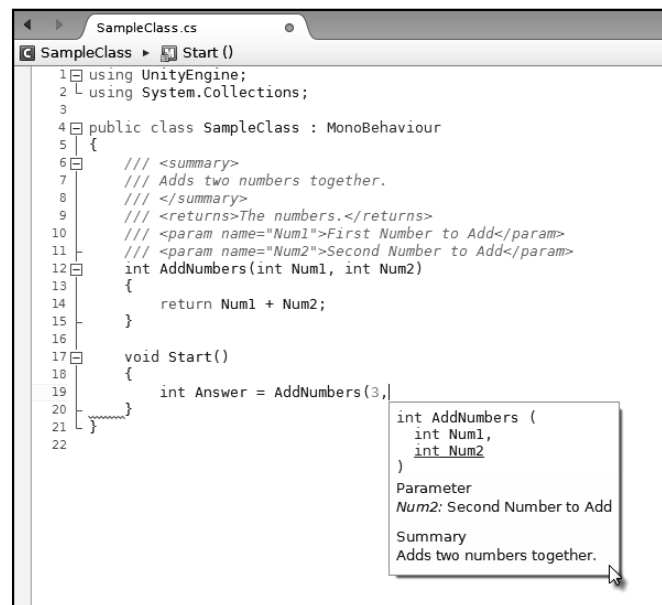 SampleClass.cs
SampleClass ▸ Start ()
1 using UnityEngine;
2 using System.Collections;
3
4 public class SampleClass : MonoBehaviour
5 {
6 /// <summary>
7 /// Adds two numbers together.
8 /// </summary>
9 /// <returns>The numbers.</returns>
10 /// <param name="Num1">First Number to Add</param>
11 /// <param name="Num2">Second Number to Add</param>
12 int AddNumbers(int Num1, int Num2)
13 {
14 return Num1 + Num2;
15 }
16
17 void Start()
18 {
19 int Answer = AddNumbers(3,
20 }
21 }
22
int AddNumbers (
int Num1,
int Num2
)
Parameter
Num2: Second Number to Add
Summary
Adds two numbers together.